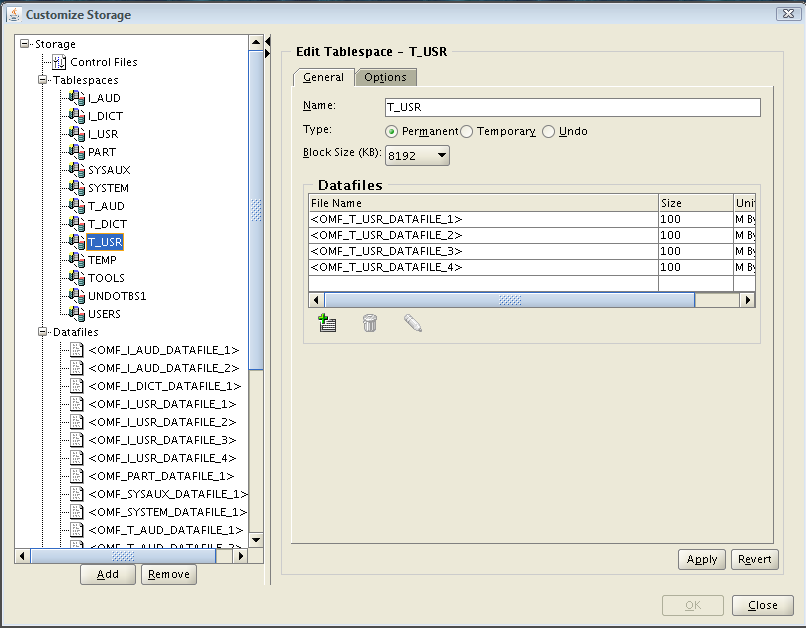 Customize Storage
Storage
Control Files
Tablespaces
I_AUD
I_DICT
I_USR
PART
SYSAUX
SYSTEM
T_AUD
T_DICT
T_USR
TEMP
TOOLS
UNDOTBS1
USERS
Datafiles
<OMF_I_AUD_DATAFILE_1>
<OMF_I_AUD_DATAFILE_2>
<OMF_I_DICT_DATAFILE_1>
<OMF_I_USR_DATAFILE_1>
<OMF_I_USR_DATAFILE_2>
<OMF_I_USR_DATAFILE_3>
<OMF_I_USR_DATAFILE_4>
<OMF_PART_DATAFILE_1>
<OMF_SYSAUX_DATAFILE_1>
<OMF_SYSTEM_DATAFILE_1>
<OMF_T_AUD_DATAFILE_1>
<OMF_T_AUD_DATAFILE_2>
Add Remove
Edit Tablespace - T_USR
General Options
Name: T_USR
Type: Permanent Temporary Undo
Block Size (KB): 8192
Datafiles
File Name Size Uni
<OMF_T_USR_DATAFILE_1> 100 M By
<OMF_T_USR_DATAFILE_2> 100 M By
<OMF_T_USR_DATAFILE_3> 100 M By
<OMF_T_USR_DATAFILE_4> 100 M By
Apply Revert
OK Close